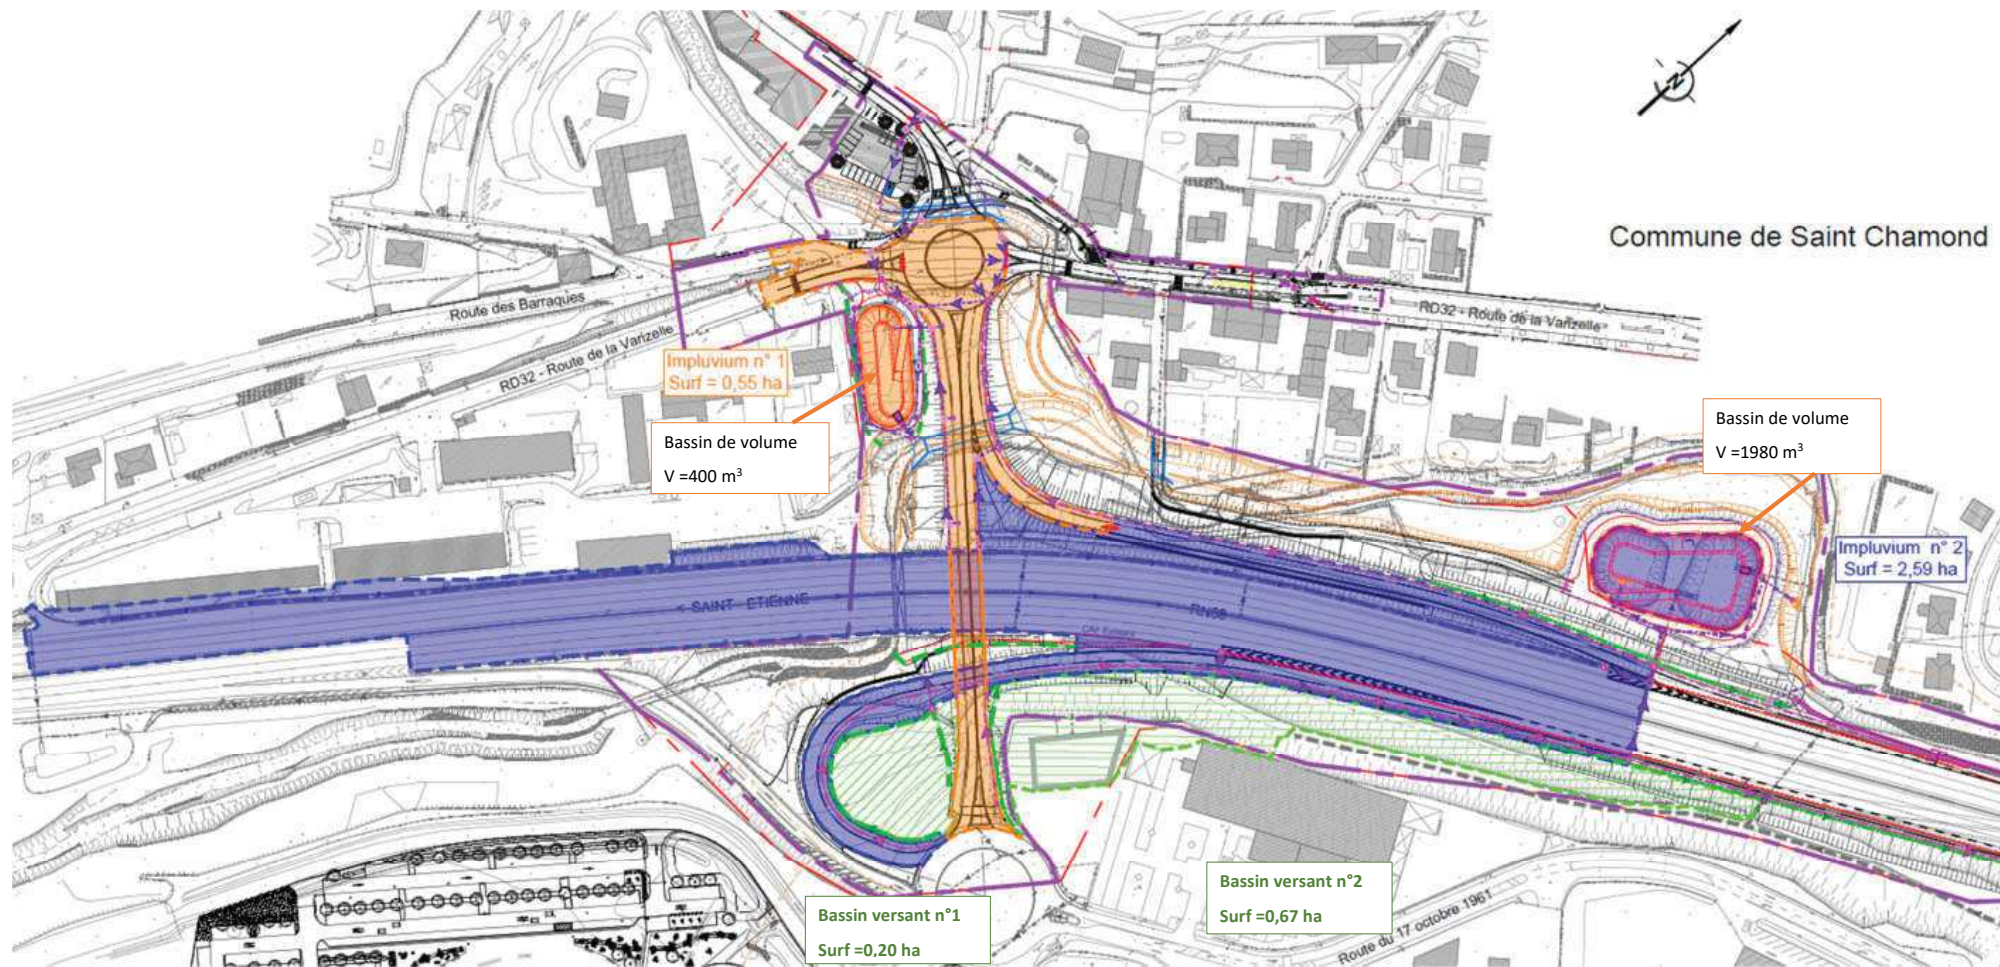 N
Commune de Saint Chamond
Route des Barraques
RD32 - Route de la Varizelle
RD32 - Route de la Varizelle
Impluvium n° 1
Surf = 0,55 ha
Bassin de volume
V =400 m³
Bassin de volume
V =1980 m³
Impluvium n° 2
Surf = 2,59 ha
< SAINT - ETIENNE
RN88
Bassin versant n°1
Surf =0,20 ha
Bassin versant n°2
Surf =0,67 ha
Route du 17 octobre 1961